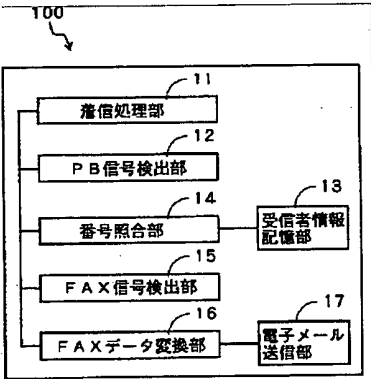 100
11
着信処理部
12
PB信号検出部
14
番号照合部
13
受信者情報
記憶部
15
FAX信号検出部
16
FAXデータ変換部
17
電子メール
送信部